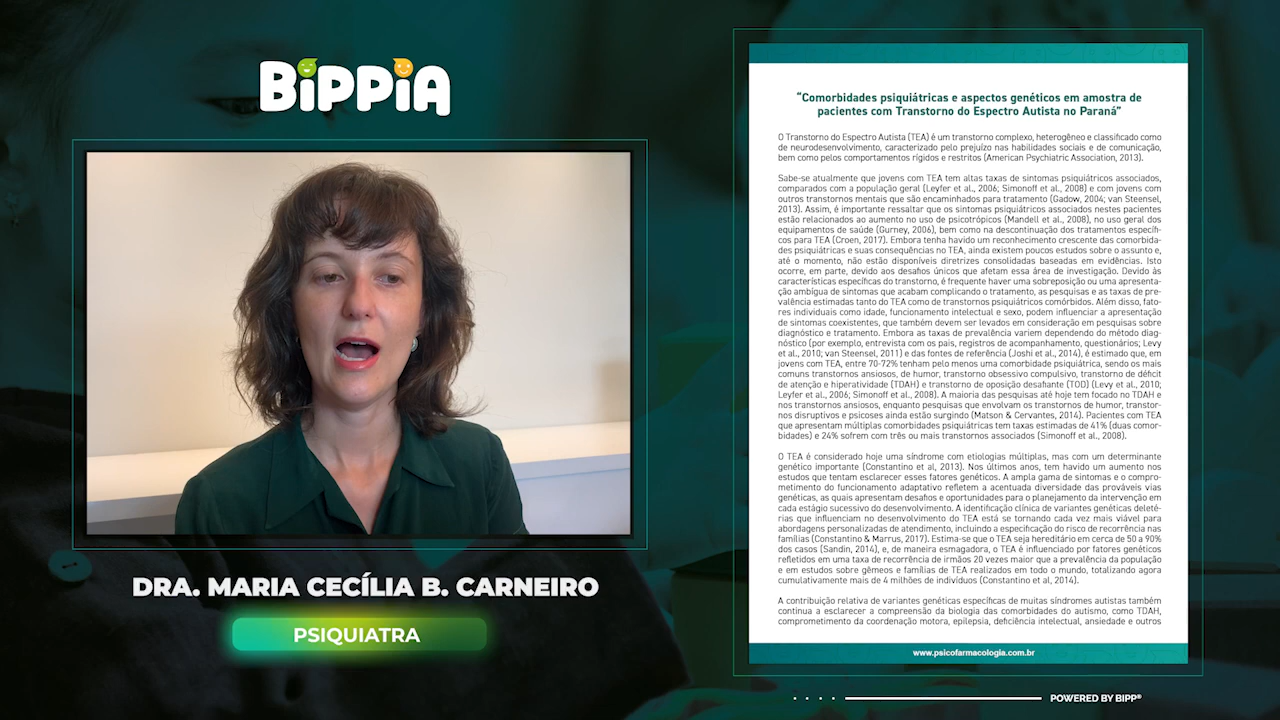 BiPPiA
DRA. MARIA CECÍLIA B. CARNEIRO
PSIQUIATRA
“Comorbidades psiquiátricas e aspectos genéticos em amostra de
pacientes com Transtorno do Espectro Autista no Paraná”
O Transtorno do Espectro Autista (TEA) é um transtorno complexo, heterogêneo e classificado como
de neurodesenvolvimento, caracterizado pelo prejuízo nas habilidades sociais e de comunicação,
bem como pelos comportamentos rígidos e restritos (American Psychiatric Association, 2013).
Sabe-se atualmente que jovens com TEA tem altas taxas de sintomas psiquiátricos associados,
comparados com a população geral (Leyfer et al., 2006; Simonoff et al., 2008) e com jovens com
outros transtornos mentais que são encaminhados para tratamento (Gadow, 2004; van Steensel,
2013). Assim, é importante ressaltar que os sintomas psiquiátricos associados nestes pacientes
estão relacionados ao aumento no uso de psicotrópicos (Mandell et al., 2008), no uso geral dos
equipamentos de saúde (Gurney, 2006), bem como na descontinuação dos tratamentos específi-
cos para TEA (Croen, 2017). Embora tenha havido um reconhecimento crescente das comorbida-
des psiquiátricas e suas consequências no TEA, ainda existem poucos estudos sobre o assunto e,
até o momento, não estão disponíveis diretrizes consolidadas baseadas em evidências. Isto
ocorre, em parte, devido aos desafios únicos que afetam essa área de investigação. Devido às
características específicas do transtorno, é frequente haver uma sobreposição ou uma apresenta-
ção ambígua de sintomas que acabam complicando o tratamento, as pesquisas e as taxas de pre-
valência estimadas tanto do TEA como de transtornos psiquiátricos comórbidos. Além disso, fato-
res individuais como idade, funcionamento intelectual e sexo, podem influenciar a apresentação
de sintomas coexistentes, que também devem ser levados em consideração em pesquisas sobre
diagnóstico e tratamento. Embora as taxas de prevalência variem dependendo do método diag-
nóstico (por exemplo, entrevista com os pais, registros de acompanhamento, questionários; Levy
et al., 2010; van Steensel, 2011) e das fontes de referência (Joshi et al., 2014), é estimado que, em
jovens com TEA, entre 70-72% tenham pelo menos uma comorbidade psiquiátrica, sendo os mais
comuns transtornos ansiosos, de humor, transtorno obsessivo compulsivo, transtorno de déficit
de atenção e hiperatividade (TDAH) e transtorno de oposição desafiante (TOD) (Levy et al., 2010;
Leyfer et al., 2006; Simonoff et al., 2008). A maioria das pesquisas até hoje tem focado no TDAH e
nos transtornos ansiosos, enquanto pesquisas que envolvam os transtornos de humor, transtor-
nos disruptivos e psicoses ainda estão surgindo (Matson & Cervantes, 2014). Pacientes com TEA
que apresentam múltiplas comorbidades psiquiátricas tem taxas estimadas de 41% (duas comor-
bidades) e 24% sofrem com três ou mais transtornos associados (Simonoff et al., 2008).
O TEA é considerado hoje uma síndrome com etiologias múltiplas, mas com um determinante
genético importante (Constantino et al, 2013). Nos últimos anos, tem havido um aumento nos
estudos que tentam esclarecer esses fatores genéticos. A ampla gama de sintomas e o compro-
metimento do funcionamento adaptativo refletem a acentuada diversidade das prováveis vias
genéticas, as quais apresentam desafios e oportunidades para o planejamento da intervenção em
cada estágio sucessivo do desenvolvimento. A identificação clínica de variantes genéticas deleté-
rias que influenciam no desenvolvimento do TEA está se tornando cada vez mais viável para
abordagens personalizadas de atendimento, incluindo a especificação do risco de recorrência nas
famílias (Constantino & Marrus, 2017). Estima-se que o TEA seja hereditário em cerca de 50 a 90%
dos casos (Sandin, 2014), e, de maneira esmagadora, o TEA é influenciado por fatores genéticos
refletidos em uma taxa de recorrência de irmãos 20 vezes maior que a prevalência da população
e em estudos sobre gêmeos e famílias de TEA realizados em todo o mundo, totalizando agora
cumulativamente mais de 4 milhões de indivíduos (Constantino et al, 2014).
A contribuição relativa de variantes genéticas específicas de muitas síndromes autistas também
continua a esclarecer a compreensão da biologia das comorbidades do autismo, como TDAH,
comprometimento da coordenação motora, epilepsia, deficiência intelectual, ansiedade e outros
www.psicofarmacologia.com.br
POWERED BY BIPP®